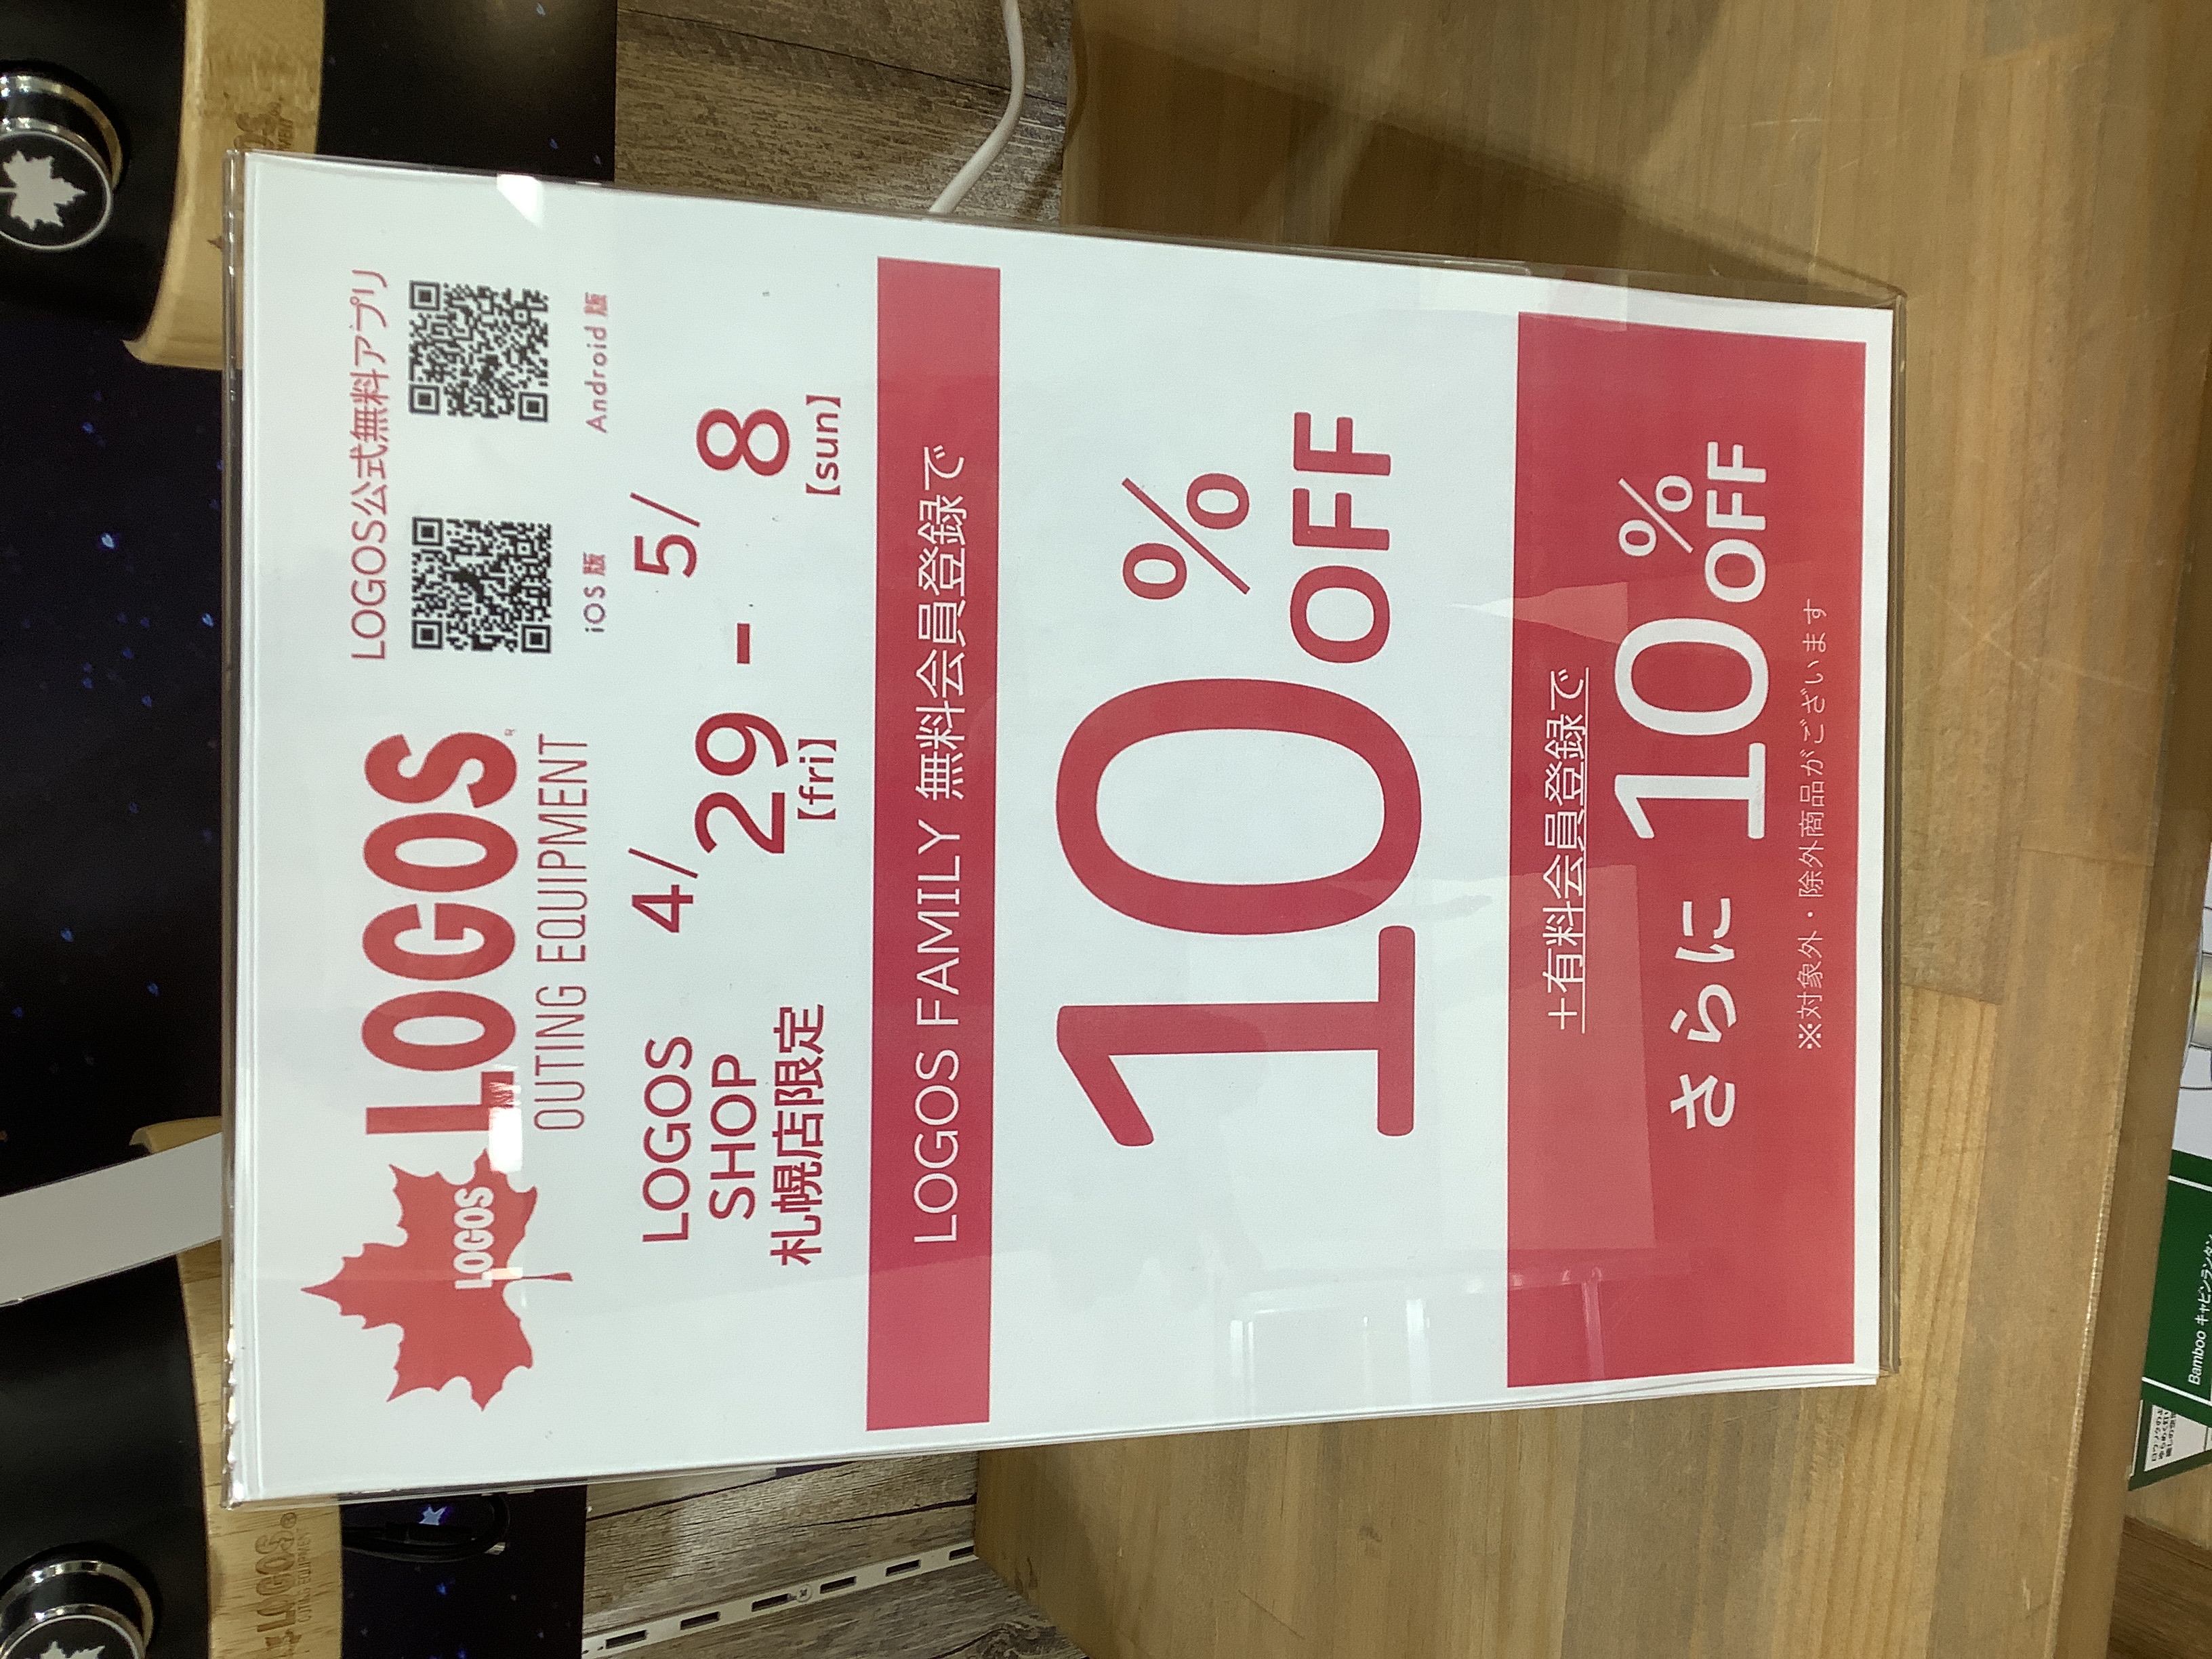 LOGOS
LOGOS
OUTING EQUIPMENT
LOGOS公式無料アプリ
iOS 版
Android 版
LOGOS
SHOP
札幌店限定
4/29 - 5/8
【fri】
【sun】
LOGOS FAMILY 無料会員登録で
10%OFF
+有料会員登録で
さらに 10%OFF
※対象外・除外商品がございます
LOGOS
Bamboo キャビンランタン